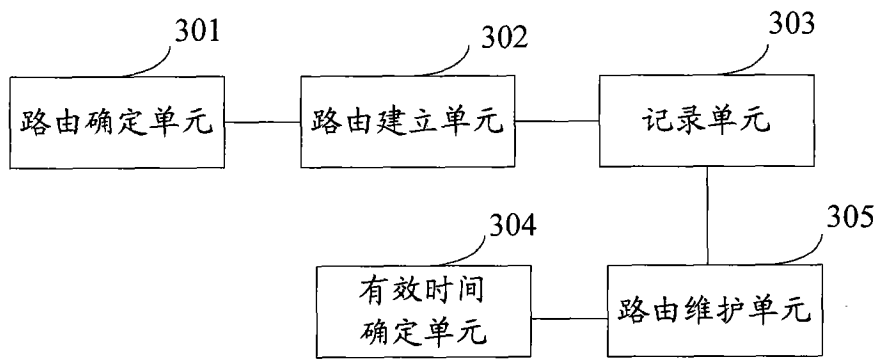 301
302
303
路由确定单元
路由建立单元
记录单元
304
305
有效时间
确定单元
路由维护单元